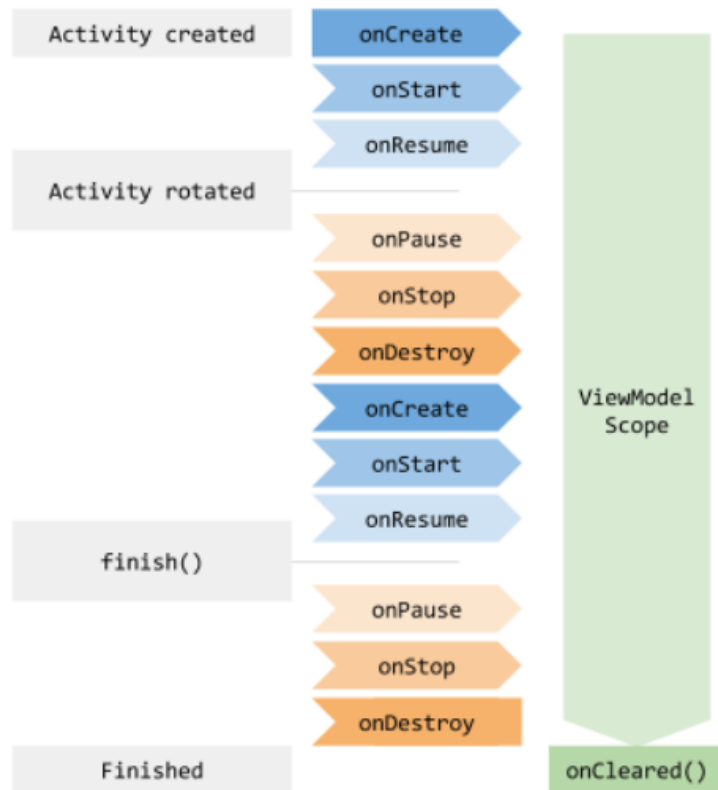 Activity created
onCreate
onStart
onResume
Activity rotated
onPause
onStop
onDestroy
onCreate
onStart
onResume
finish()
onPause
onStop
onDestroy
Finished
ViewModel
Scope
onCleared()